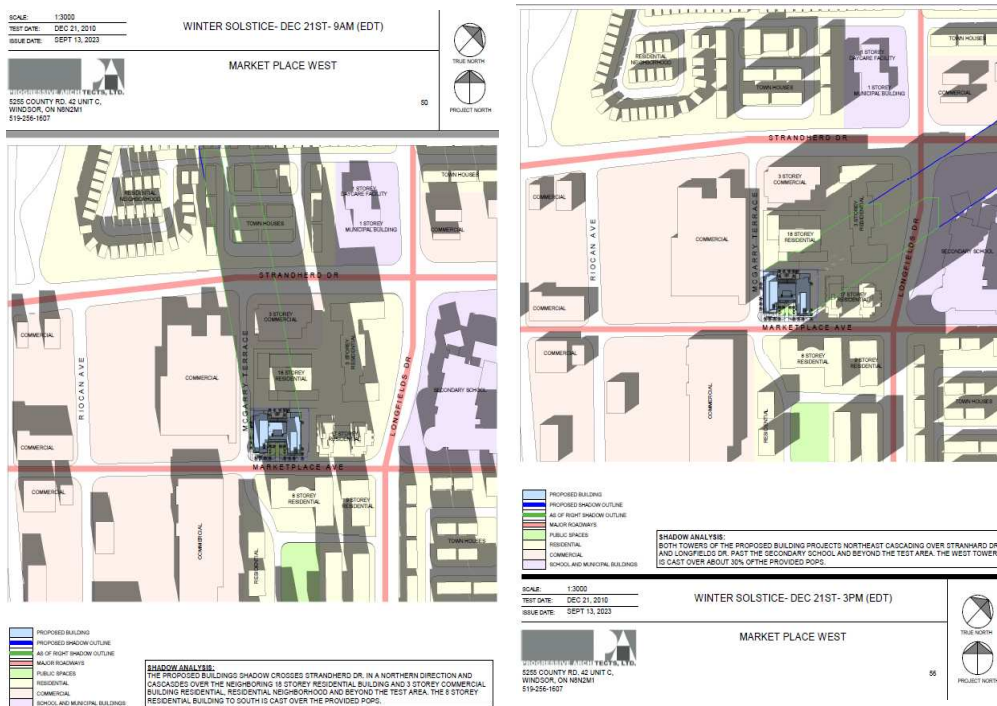 SCALE: 1:3000
TEST DATE: DEC 21, 2010
ISSUE DATE: SEPT 13, 2023
WINTER SOLSTICE- DEC 21ST- 9AM (EDT)
MARKET PLACE WEST
PROGRESSIVE ARCHITECTS, LTD.
5255 COUNTY RD. 42 UNIT C,
WINDSOR, ON N8N2M1
519-256-1607
50
TRUE NORTH
PROJECT NORTH
RESIDENTIAL
NEIGHBORHOOD
TOWN HOUSES
1 STOREY
DAYCARE FACILITY
1 STOREY
MUNICIPAL BUILDING
TOWN HOUSES
COMMERCIAL
STRANDHERD DR
3 STOREY
COMMERCIAL
COMMERCIAL
RIOCAN AVE
COMMERCIAL
MCGARRY TERRACE
18 STOREY
RESIDENTIAL
RESIDENTIAL
LONGFIELDS DR
SECONDARY SCHOOL
COMMERCIAL
MARKETPLACE AVE
COMMERCIAL
COMMERCIAL
8 STOREY
RESIDENTIAL
STOREY
RESIDENTIAL
RESIDENTIAL
TOWN HOUSES
PROPOSED BUILDING
PROPOSED SHADOW OUTLINE
AS OF RIGHT SHADOW OUTLINE
MAJOR ROADWAYS
PUBLIC SPACES
RESIDENTIAL
COMMERCIAL
SCHOOL AND MUNICIPAL BUILDINGS
SHADOW ANALYSIS:
THE PROPOSED BUILDINGS SHADOW CROSSES STRANDHERD DR. IN A NORTHERN DIRECTION AND
CASCASDES OVER THE NEIGHBORING 18 STOREY RESIDENTIAL BUILDING AND 3 STOREY COMMERCIAL
BUILDING RESIDENTIAL, RESIDENTIAL NEIGHBORHOOD AND BEYOND THE TEST AREA. THE 8 STOREY
RESIDENTIAL BUILDING TO SOUTH IS CAST OVER THE PROVIDED POPS.
RESIDENTIAL
NEIGHBORHOOD
TOWN HOUSES
STOREY
DAYCARE FACILITY
1 STOREY
MUNICIPAL BUILDING
TOWN HOUSES
COMMERCIAL
STRANDHERD DR
COMMERCIAL
RIOCAN AVE
COMMERCIAL
MCGARRY TERRACE
3 STOREY
COMMERCIAL
18 STOREY
RESIDENTIAL
STOREY
RESIDENTIAL
LONGFIELDS DR
SECONDARY SCHOOL
COMMERCIAL
STOREY
RESIDENTIAL
MARKETPLACE AVE
COMMERCIAL
COMMERCIAL
8 STOREY
RESIDENTIAL
STOREY
RESIDENTIAL
RESIDENTIAL
TOWN HOUSES
PROPOSED BUILDING
PROPOSED SHADOW OUTLINE
AS OF RIGHT SHADOW OUTLINE
MAJOR ROADWAYS
PUBLIC SPACES
RESIDENTIAL
COMMERCIAL
SCHOOL AND MUNICIPAL BUILDINGS
SHADOW ANALYSIS:
BOTH TOWERS OF THE PROPOSED BUILDING PROJECTS NORTHEAST CASCADING OVER STRANHARD DR
AND LONGFIELDS DR. PAST THE SECONDARY SCHOOL AND BEYOND THE TEST AREA. THE WEST TOWER
IS CAST OVER ABOUT 30% OFTHE PROVIDED POPS.
SCALE: 1:3000
TEST DATE: DEC 21, 2010
ISSUE DATE: SEPT 13, 2023
WINTER SOLSTICE- DEC 21ST- 3PM (EDT)
MARKET PLACE WEST
PROGRESSIVE ARCHITECTS, LTD.
5255 COUNTY RD. 42 UNIT C,
WINDSOR, ON N8N2M1
519-256-1607
56
TRUE NORTH
PROJECT NORTH